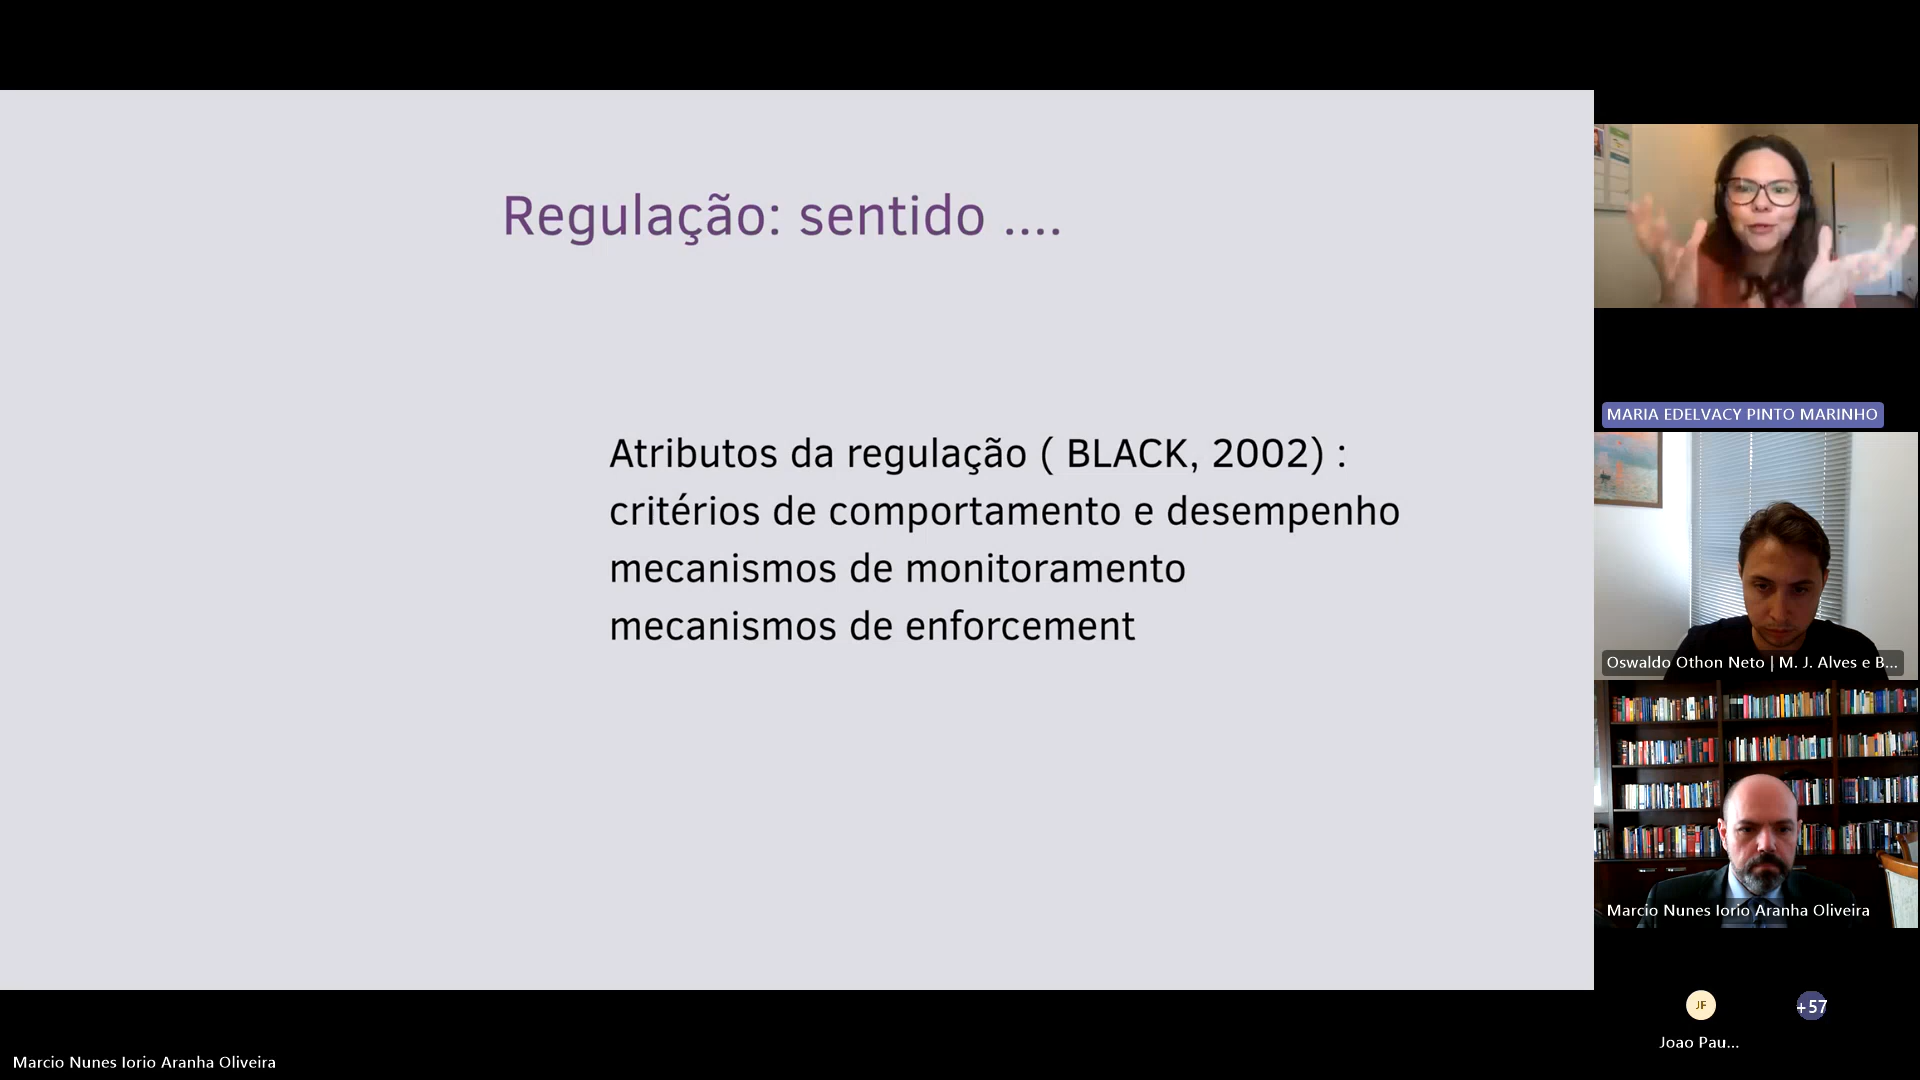 Regulação: sentido ....
Atributos da regulação ( BLACK, 2002) :
critérios de comportamento e desempenho
mecanismos de monitoramento
mecanismos de enforcement
MARIA EDELVACY PINTO MARINHO
Oswaldo Othon Neto | M. J. Alves e B...
Marcio Nunes Iorio Aranha Oliveira
JF
+57
Joao Pau...
Marcio Nunes Iorio Aranha Oliveira